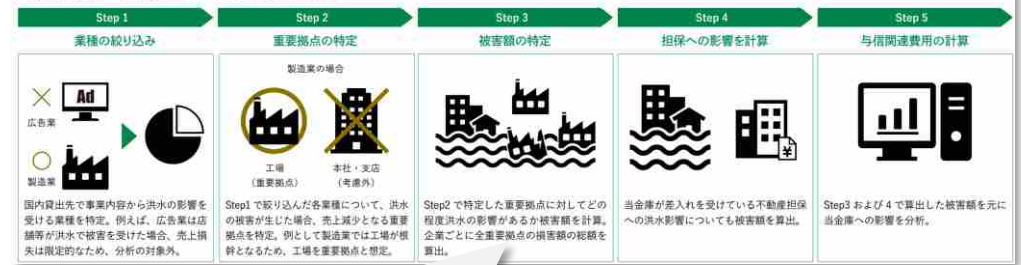 Step 1
業種の絞り込み
Ad
広告業
製造業
国内貸出先で事業内容から洪水の影響を
受ける業種を特定。例えば、広告業は店
舗等が洪水で被害を受けた場合、売上損
失は限定的なため、分析の対象外。
Step 2
重要拠点の特定
製造業の場合
工場
（重要拠点）
本社・支店
（考慮外）
Step1 で絞り込んだ各業種について、洪水
の被害が生じた場合、売上減少となる重要
拠点を特定。例として製造業では工場が根
幹となるため、工場を重要拠点と想定。
Step 3
被害額の特定
Step2 で特定した重要拠点に対してどの
程度洪水の影響があるか被害額を計算。
企業ごとに全重要拠点の損害額の総額を
算出。
Step 4
担保への影響を計算
¥
当金庫が差入れを受けている不動産担保
への洪水影響についても被害額を算出。
Step 5
与信関連費用の計算
Step3 および 4 で算出した被害額を元に
当金庫への影響を分析。